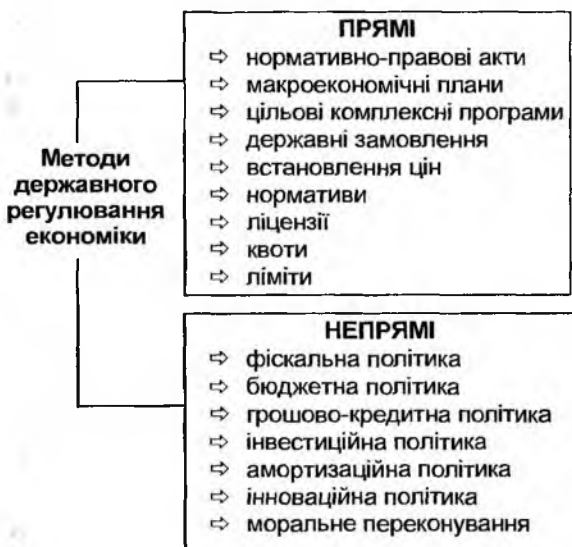 Методи
державного
регулювання
економіки
ПРЯМІ
⇨ нормативно-правові акти
⇨ макроекономічні плани
⇨ цільові комплексні програми
⇨ державні замовлення
⇨ встановлення цін
⇨ нормативи
⇨ ліцензії
⇨ квоти
⇨ ліміти
НЕПРЯМІ
⇨ фіскальна політика
⇨ бюджетна політика
⇨ грошово-кредитна політика
⇨ інвестиційна політика
⇨ амортизаційна політика
⇨ інноваційна політика
⇨ моральне переконування